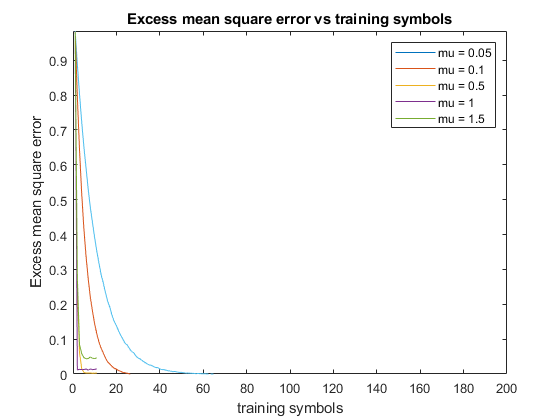 Excess mean square error vs training symbols
Excess mean square error
0.9
0.8
0.7
0.6
0.5
0.4
0.3
0.2
0.1
0
mu = 0.05
mu = 0.1
mu = 0.5
mu = 1
mu = 1.5
0 20 40 60 80 100 120 140 160 180 200
training symbols